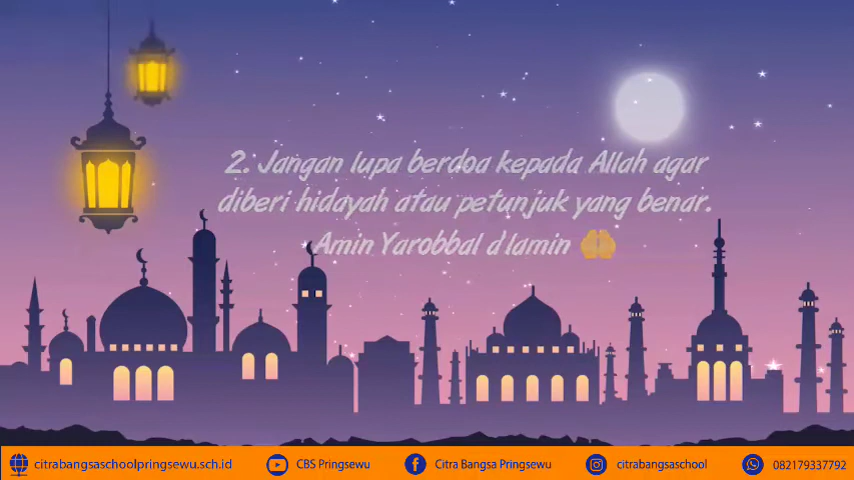 2. Jangan lupa berdoa kepada Allah agar
diberi hidayah atau petunjuk yang benar.
Amin Yarobbal a'lamin 🤲
citrabangsaschoolpringsewu.sch.id
CBS Pringsewu
Citra Bangsa Pringsewu
citrabangsaschool
082179337792